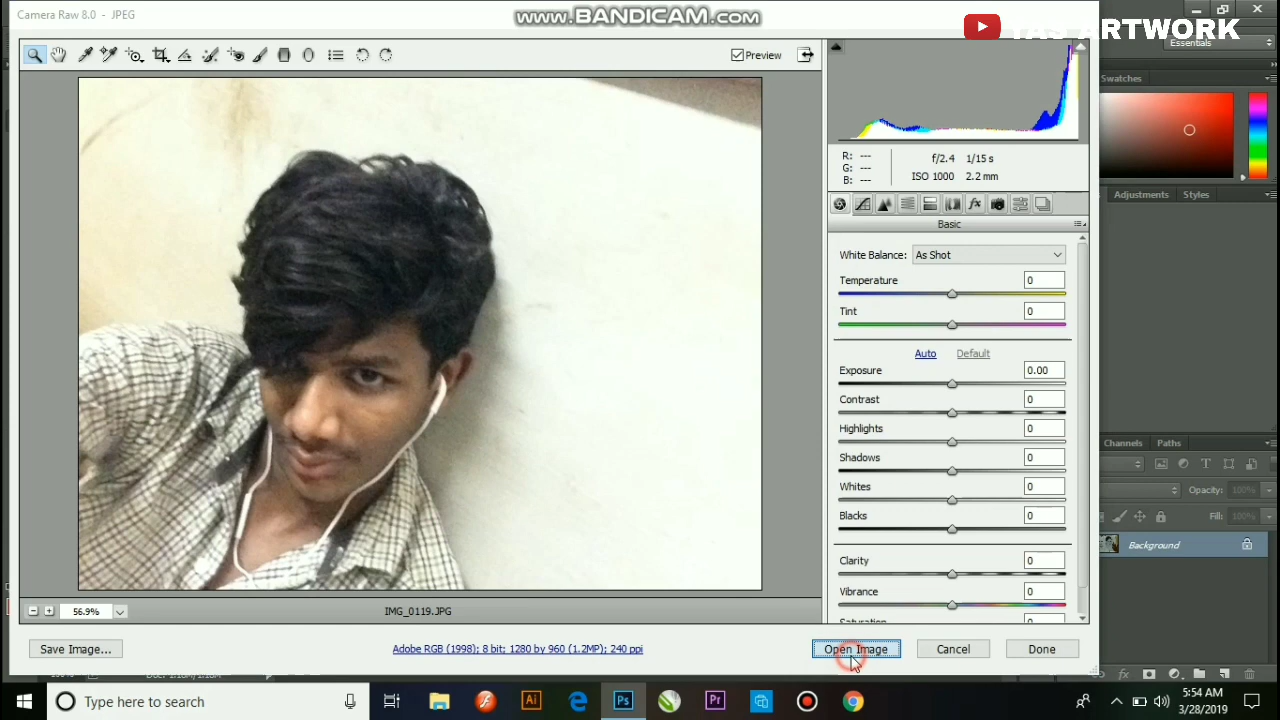 Camera Raw 8.0 - JPEG
www.BANDICAM.com
TAS ARTWORK
Essentials
Preview
Swatches
R: ---
G: ---
B: ---
f/2.4 1/15 s
ISO 1000 2.2 mm
Adjustments Styles
Basic
White Balance: As Shot
Temperature 0
Tint 0
Auto Default
Exposure 0.00
Contrast 0
Highlights 0
Shadows 0
Whites 0
Blacks 0
Clarity 0
Vibrance 0
Saturation
Channels Paths
Opacity: 100%
Fill: 100%
Background
56.9%
IMG_0119.JPG
Save Image...
Adobe RGB (1998); 8 bit; 1280 by 960 (1.2MP); 240 ppi
Open Image Cancel Done
Type here to search
5:54 AM
3/28/2019